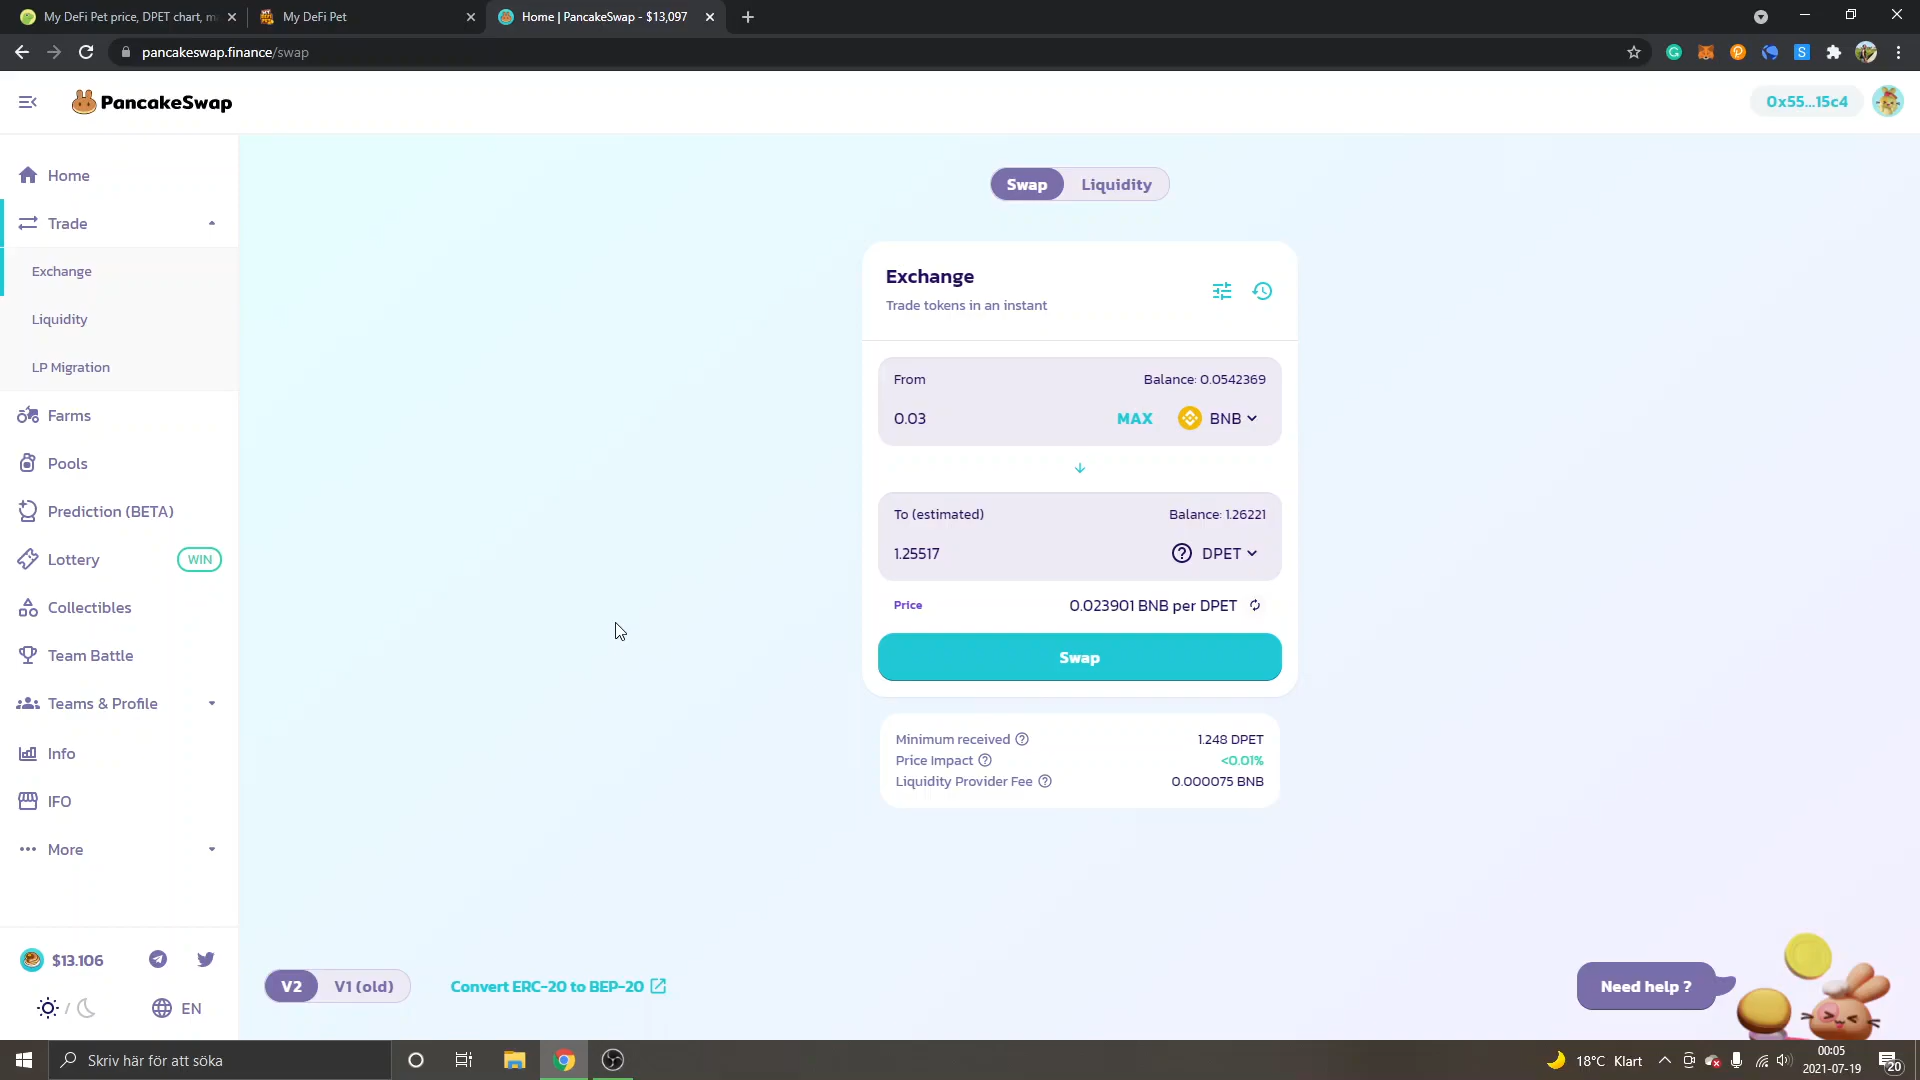 My DeFi Pet price, DPET chart, m
My DeFi Pet
Home | PancakeSwap - $13,097
pancakeswap.finance/swap
PancakeSwap
0x55...15c4
Home
Trade
Exchange
Liquidity
LP Migration
Farms
Pools
Prediction (BETA)
Lottery
WIN
Collectibles
Team Battle
Teams & Profile
Info
IFO
More
$13.106
EN
Swap
Liquidity
Exchange
Trade tokens in an instant
From
Balance: 0.0542369
0.03
MAX
BNB
To (estimated)
Balance: 1.26221
1.25517
DPET
Price
0.023901 BNB per DPET
Swap
Minimum received
1.248 DPET
Price Impact
<0.01%
Liquidity Provider Fee
0.000075 BNB
V2
V1 (old)
Convert ERC-20 to BEP-20
Need help ?
Skriv här för att söka
18°C Klart
00:05
2021-07-19
20